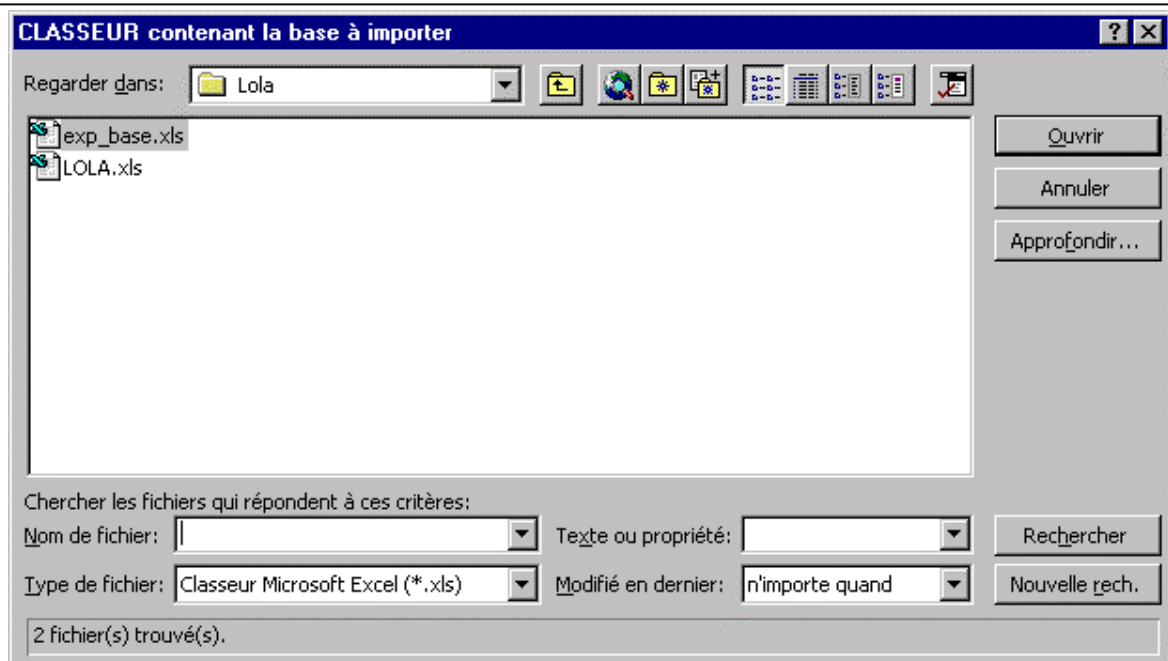 CLASSEUR contenant la base à importer
Regarder dans: Lola
exp_base.xls
LOLA.xls
Ouvrir
Annuler
Approfondir...
Chercher les fichiers qui répondent à ces critères:
Nom de fichier: Texte ou propriété: Rechercher
Type de fichier: Classeur Microsoft Excel (*.xls) Modifié en dernier: n'importe quand Nouvelle rech.
2 fichier(s) trouvé(s).